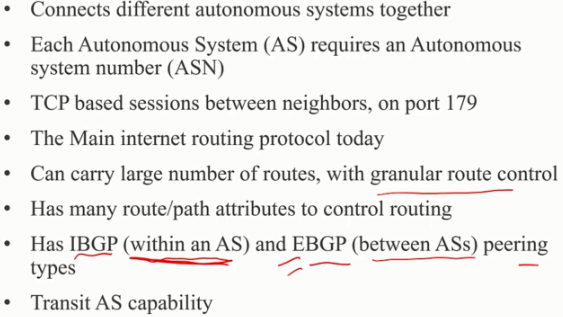 • Connects different autonomous systems together
• Each Autonomous System (AS) requires an Autonomous
system number (ASN)
• TCP based sessions between neighbors, on port 179
• The Main internet routing protocol today
• Can carry large number of routes, with granular route control
• Has many route/path attributes to control routing
• Has IBGP (within an AS) and EBGP (between ASs) peering
types
• Transit AS capability